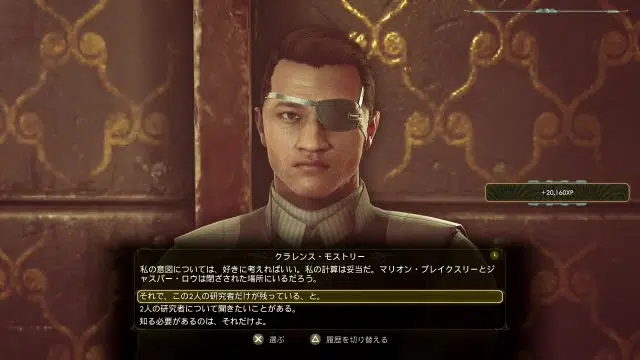 +20,160XP
クラレンス・モストリー
私の意図については、好きに考えればいい。私の計算は妥当だ。マリオン・ブレイクスリーとジ
ャスパー・ロウは閉ざされた場所にいるだろう。
それで、この2人の研究者だけが残っている、と。
2人の研究者について聞きたいことがある。
知る必要があるのは、それだけよ。
選ぶ
履歴を切り替える